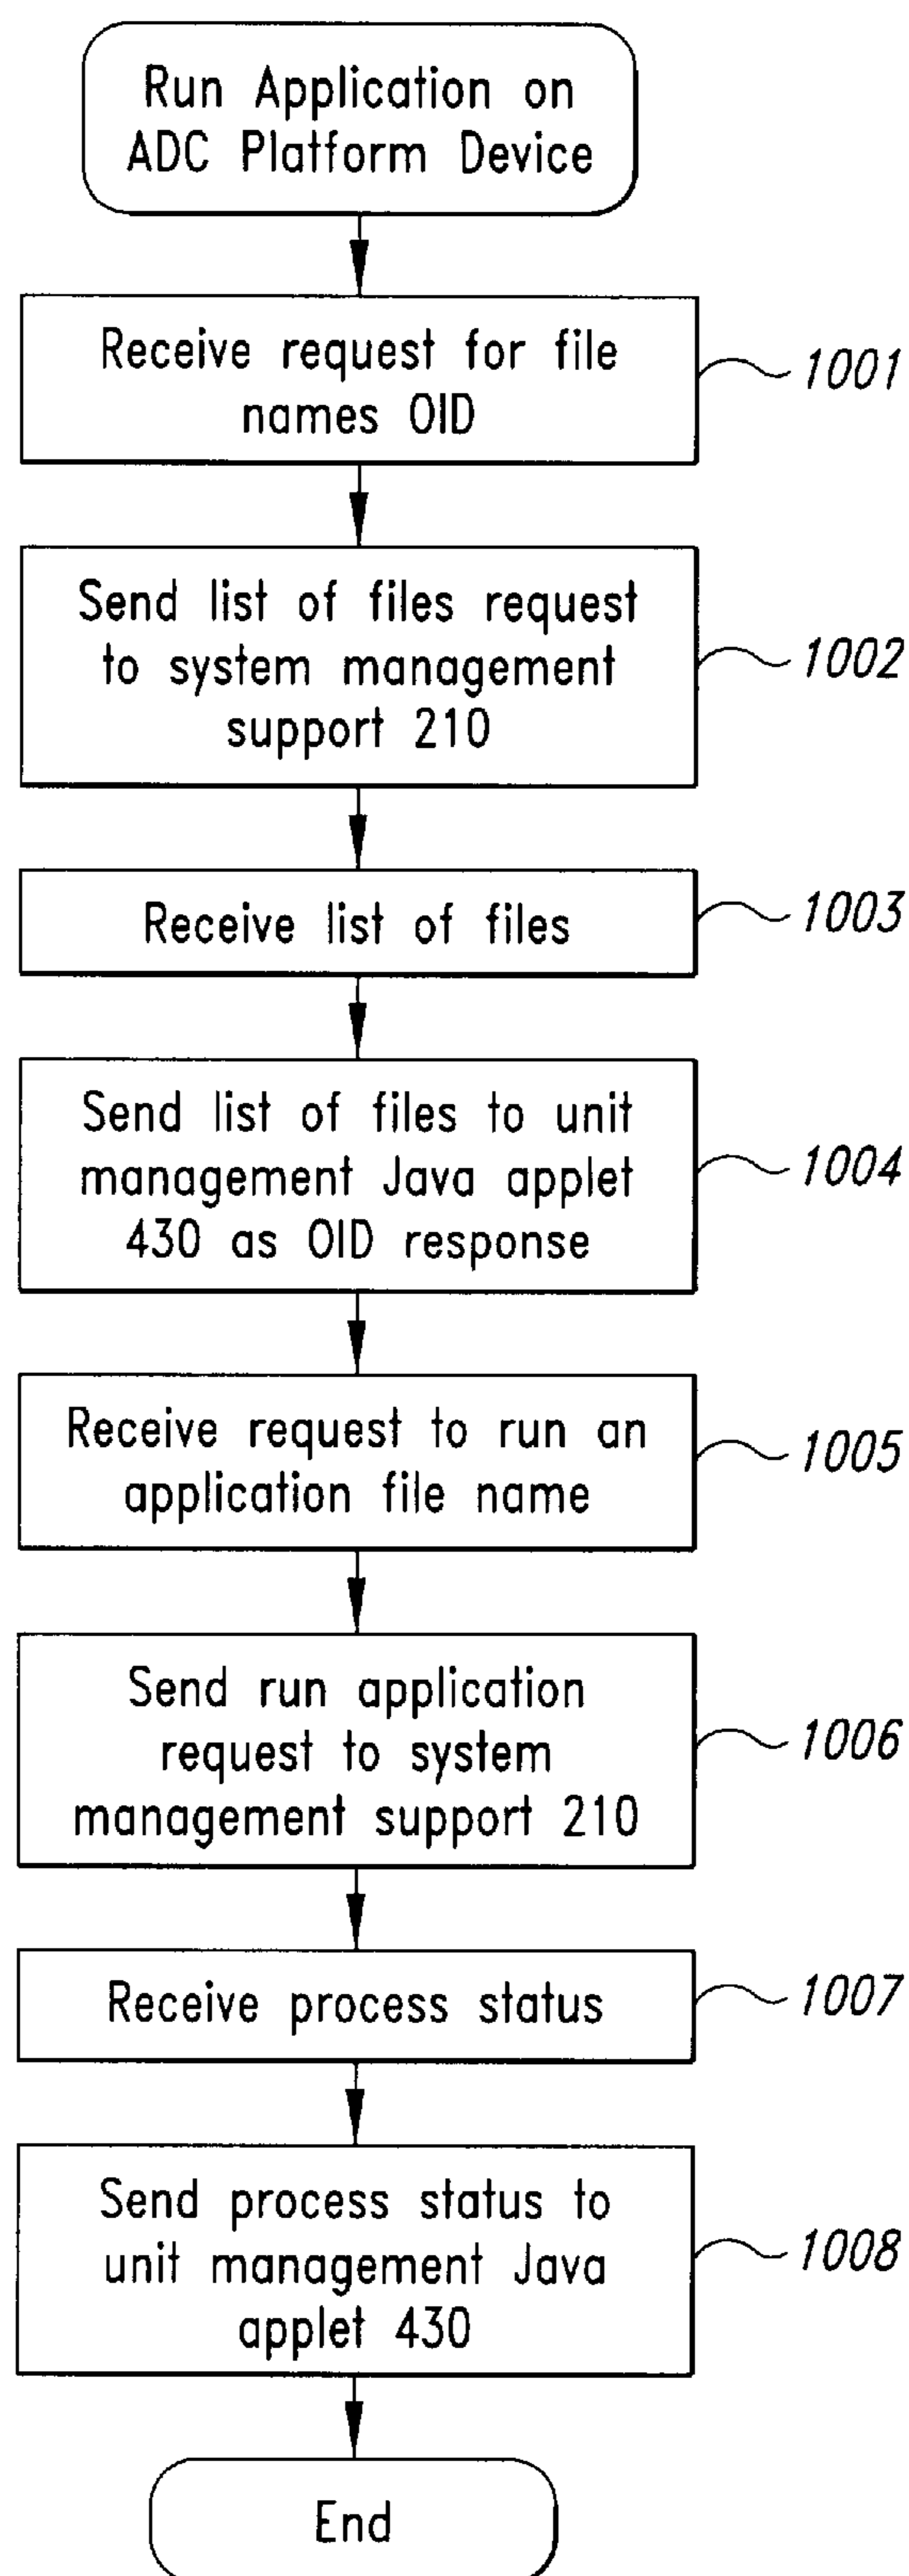 Run Application on
ADC Platform Device
Receive request for file
names OID
1001
Send list of files request
to system management
support 210
1002
Receive list of files
1003
Send list of files to unit
management Java applet
430 as OID response
1004
Receive request to run an
application file name
1005
Send run application
request to system
management support 210
1006
Receive process status
1007
Send process status to
unit management Java
applet 430
1008
End